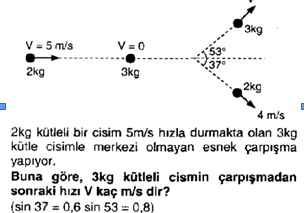 V
V = 5 m/s V = 0 53° 3kg
37°
2kg 3kg 2kg
4 m/s
2kg kütleli bir cisim 5m/s hızla durmakta olan 3kg
kütle cisimle merkezi olmayan esnek çarpışma
yapıyor.
Buna göre, 3kg kütleli cismin çarpışmadan
sonraki hızı V kaç m/s dir?
(sin 37 = 0,6 sin 53 = 0,8)